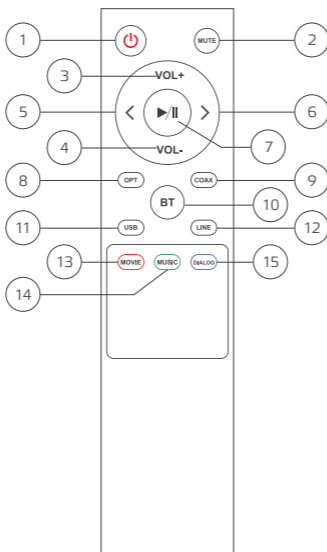 1
MUTE
2
3
VOL+
5
6
4
VOL-
7
8
OPT
COAX
9
BT
10
11
USB
LINE
12
13
MOVIE
MUSIC
DIALOG
15
14